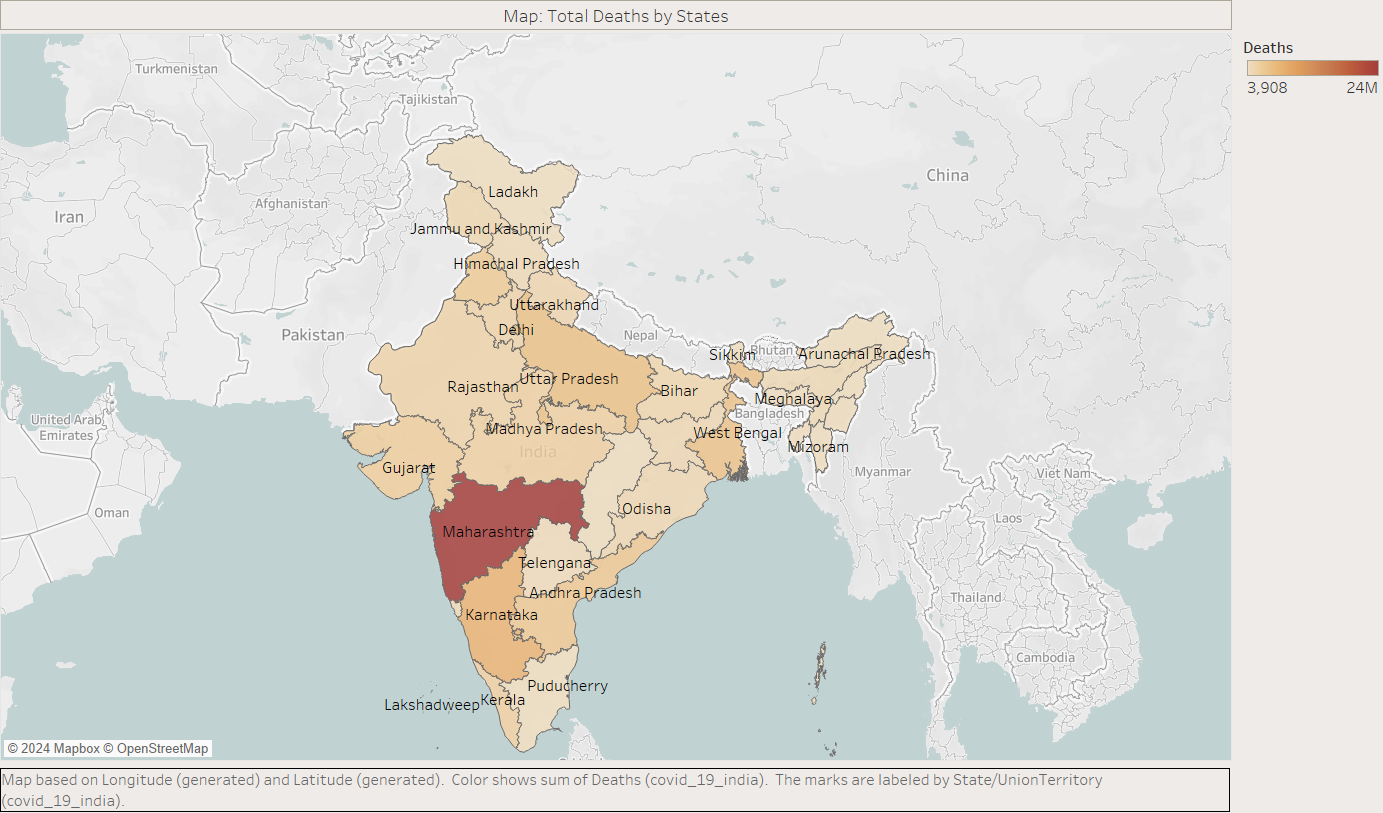 Map: Total Deaths by States
Deaths
3,908 24M
Turkmenistan
Tajikistan
China
Ladakh
Afghanistan
Iran
Jammu and Kashmir
Himachal Pradesh
Uttarakhand
Delhi
Pakistan
Nepal
Sikkim
Bhutan
Arunachal Pradesh
Uttar Pradesh
Rajasthan
Bihar
Meghalaya
Bangladesh
United Arab
Emirates
Madhya Pradesh
West Bengal
Mizoram
India
Gujarat
Myanmar
Viet Nam
Oman
Odisha
Laos
Maharashtra
Telengana
Andhra Pradesh
Thailand
Karnataka
Cambodia
Puducherry
Kerala
Lakshadweep
© 2024 Mapbox © OpenStreetMap
Map based on Longitude (generated) and Latitude (generated).  Color shows sum of Deaths (covid_19_india).  The marks are labeled by State/UnionTerritory
(covid_19_india).